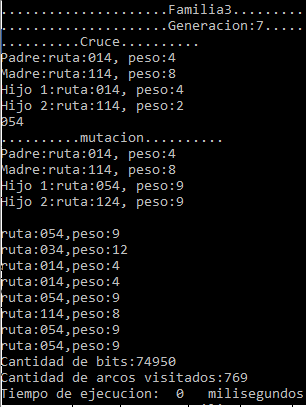 .....................Familia3.........
.....................Generacion:7.....
..........Cruce..........
Padre:ruta:014, peso:4
Madre:ruta:114, peso:8
Hijo 1:ruta:014, peso:4
Hijo 2:ruta:114, peso:2
054
..........mutacion..........
Padre:ruta:014, peso:4
Madre:ruta:114, peso:8
Hijo 1:ruta:054, peso:9
Hijo 2:ruta:124, peso:9
ruta:054,peso:9
ruta:034,peso:12
ruta:014,peso:4
ruta:014,peso:4
ruta:054,peso:9
ruta:114,peso:8
ruta:054,peso:9
ruta:054,peso:9
Cantidad de bits:74950
Cantidad de arcos visitados:769
Tiempo de ejecucion:  0   milisegundos